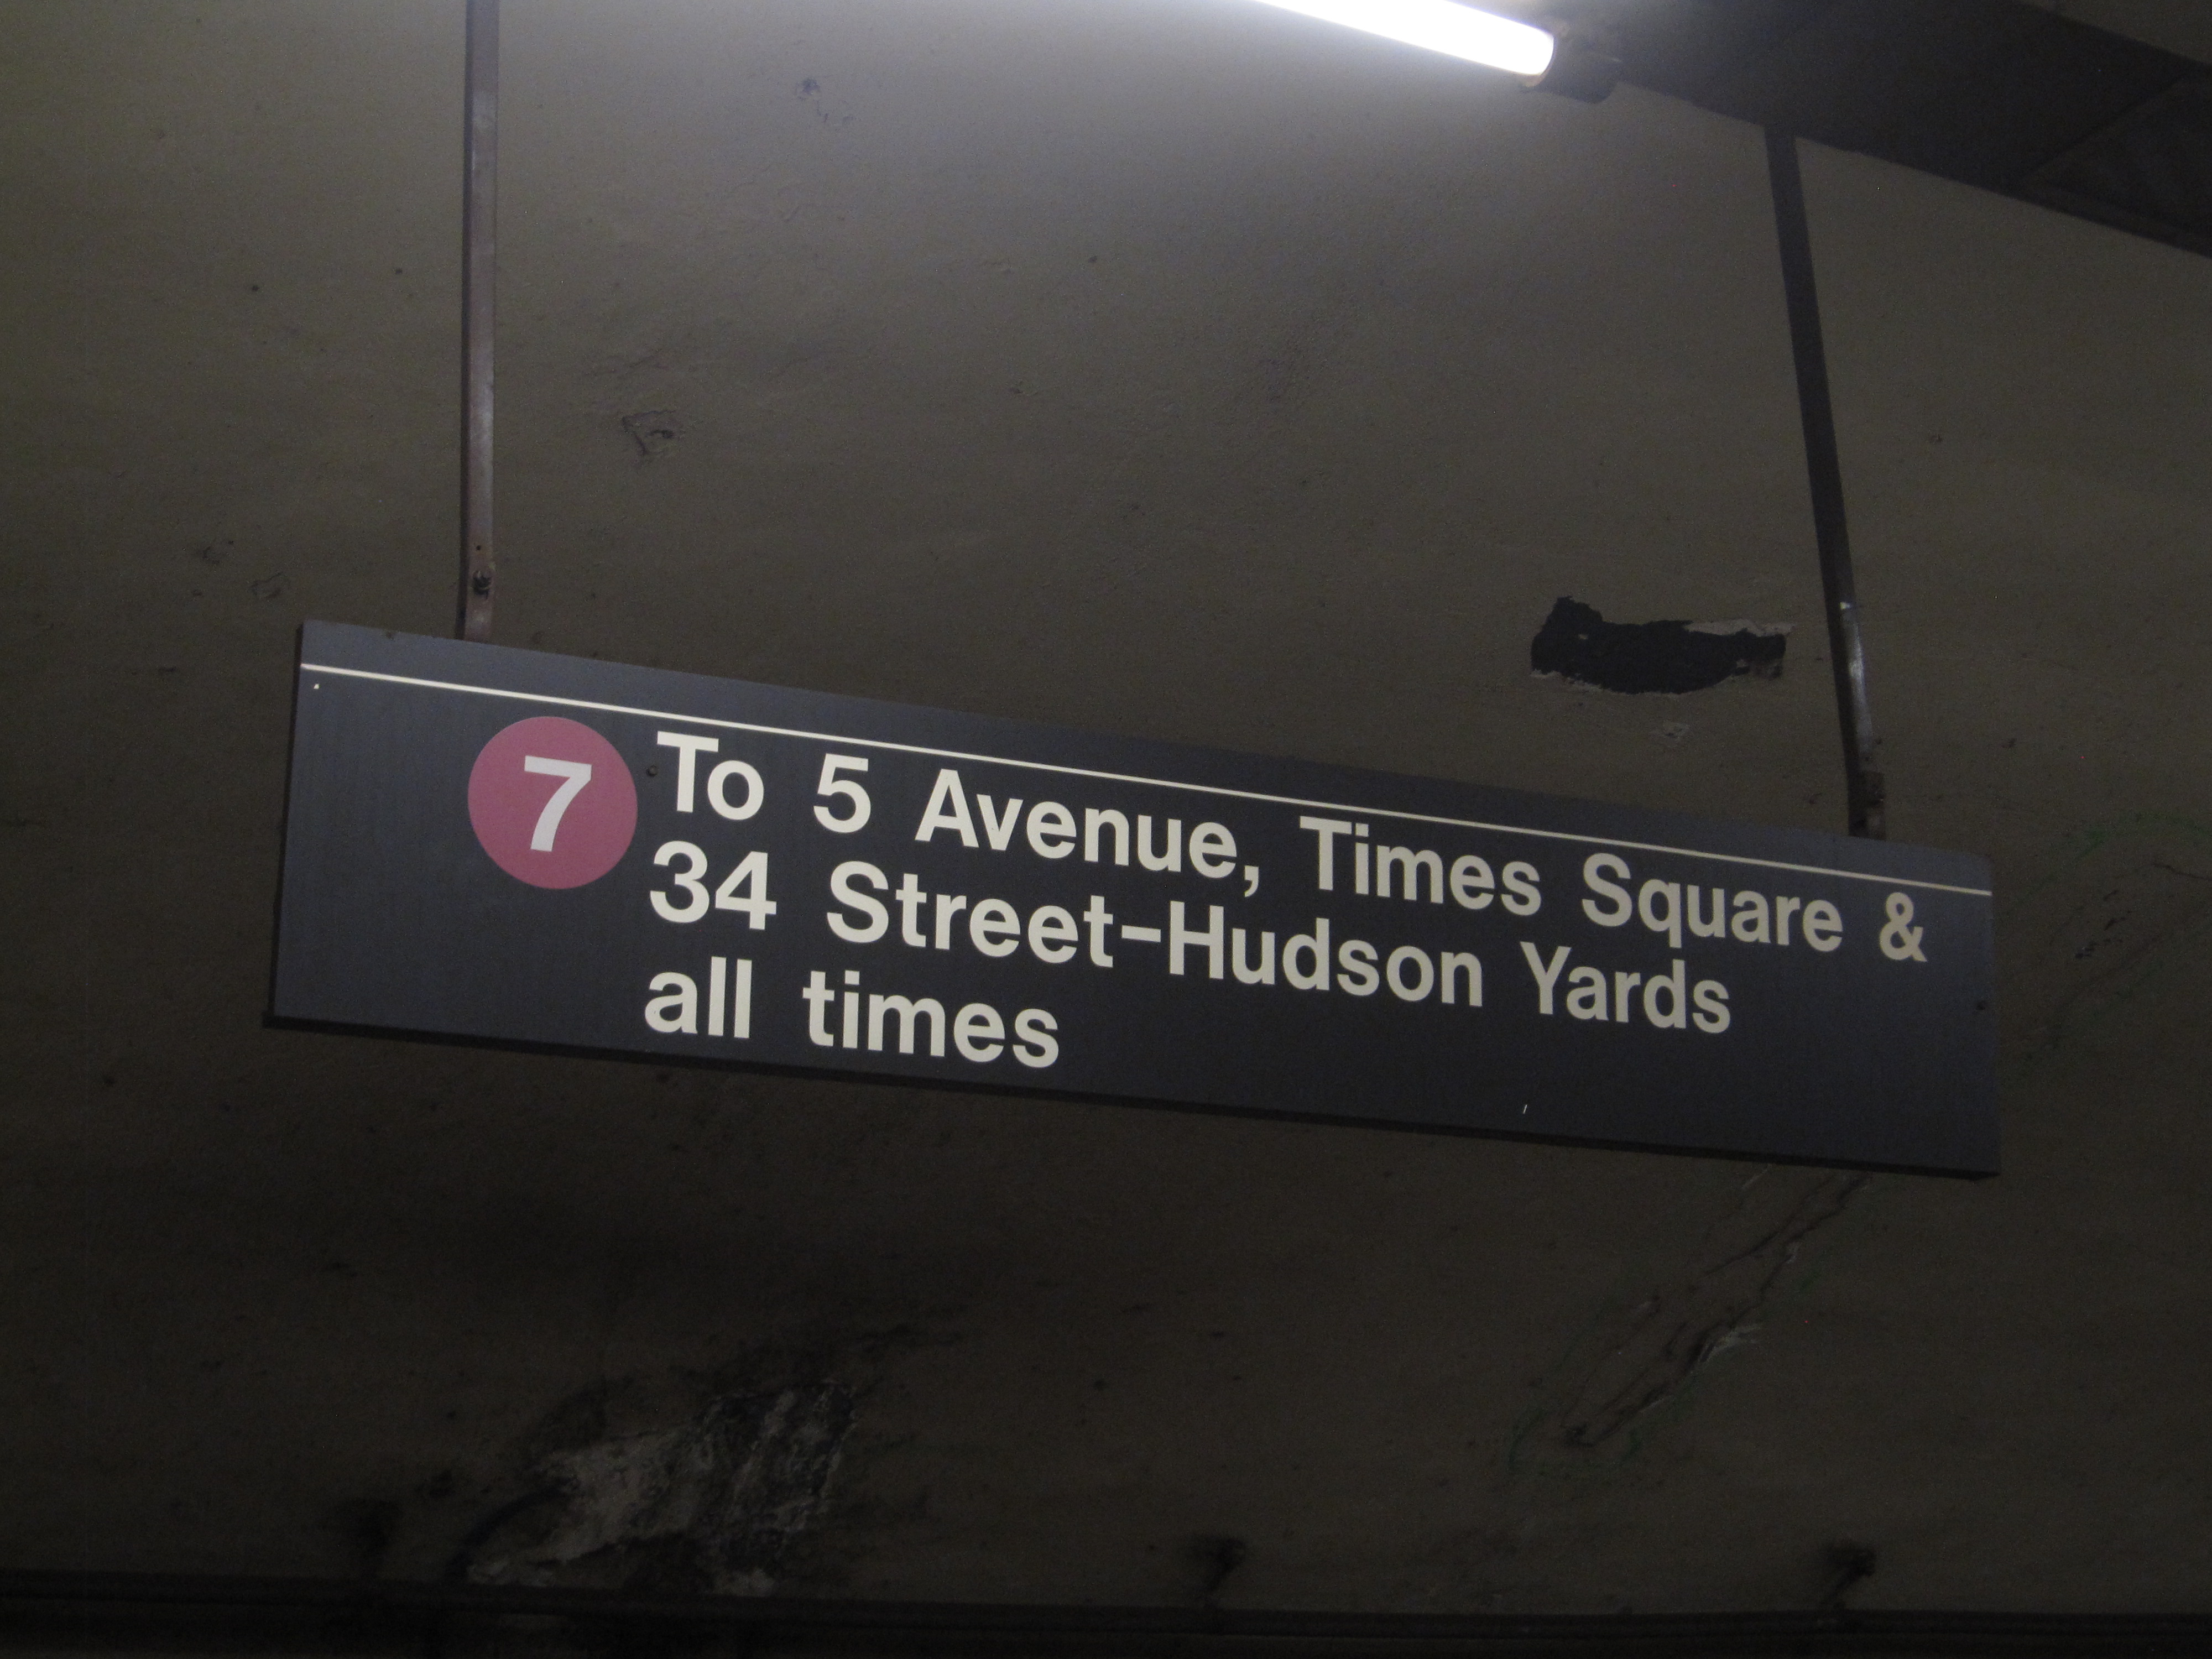 7 To 5 Avenue, Times Square &
34 Street-Hudson Yards
all times